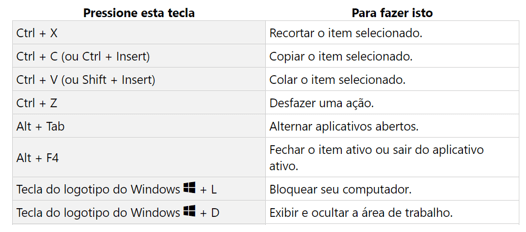 Pressione esta tecla Para fazer isto
Ctrl + X Recortar o item selecionado.
Ctrl + C (ou Ctrl + Insert) Copiar o item selecionado.
Ctrl + V (ou Shift + Insert) Colar o item selecionado.
Ctrl + Z Desfazer uma ação.
Alt + Tab Alternar aplicativos abertos.
Alt + F4 Fechar o item ativo ou sair do aplicativo
ativo.
Tecla do logotipo do Windows + L Bloquear seu computador.
Tecla do logotipo do Windows + D Exibir e ocultar a área de trabalho.